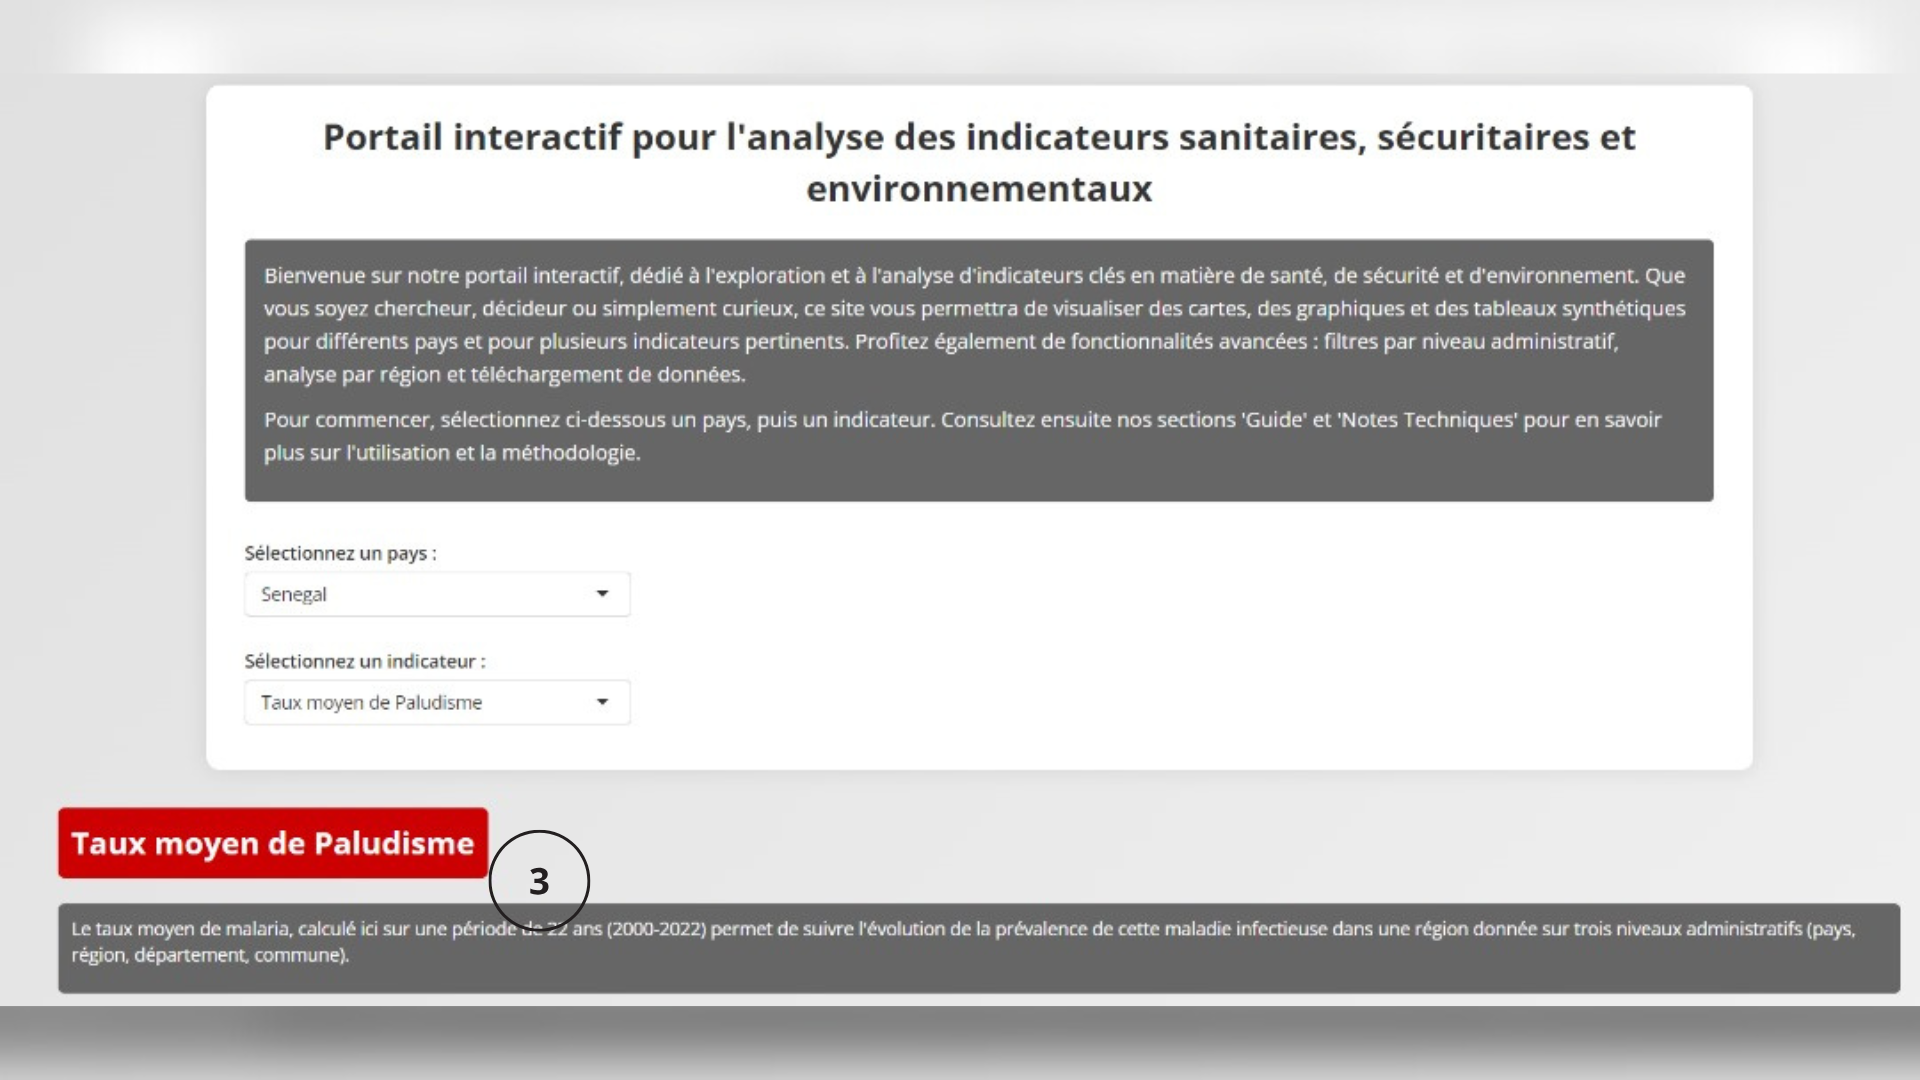 Portail interactif pour l'analyse des indicateurs sanitaires, sécuritaires et
environnementaux
Bienvenue sur notre portail interactif, dédié à l'exploration et à l'analyse d'indicateurs clés en matière de santé, de sécurité et d'environnement. Que
vous soyez chercheur, décideur ou simplement curieux, ce site vous permettra de visualiser des cartes, des graphiques et des tableaux synthétiques
pour différents pays et pour plusieurs indicateurs pertinents. Profitez également de fonctionnalités avancées : filtres par niveau administratif,
analyse par région et téléchargement de données.
Pour commencer, sélectionnez ci-dessous un pays, puis un indicateur. Consultez ensuite nos sections 'Guide' et 'Notes Techniques' pour en savoir
plus sur l'utilisation et la méthodologie.
Sélectionnez un pays :
Senegal
Sélectionnez un indicateur :
Taux moyen de Paludisme
Taux moyen de Paludisme
3
Le taux moyen de malaria, calculé ici sur une période de 22 ans (2000-2022) permet de suivre l'évolution de la prévalence de cette maladie infectieuse dans une région donnée sur trois niveaux administratifs (pays,
région, département, commune).